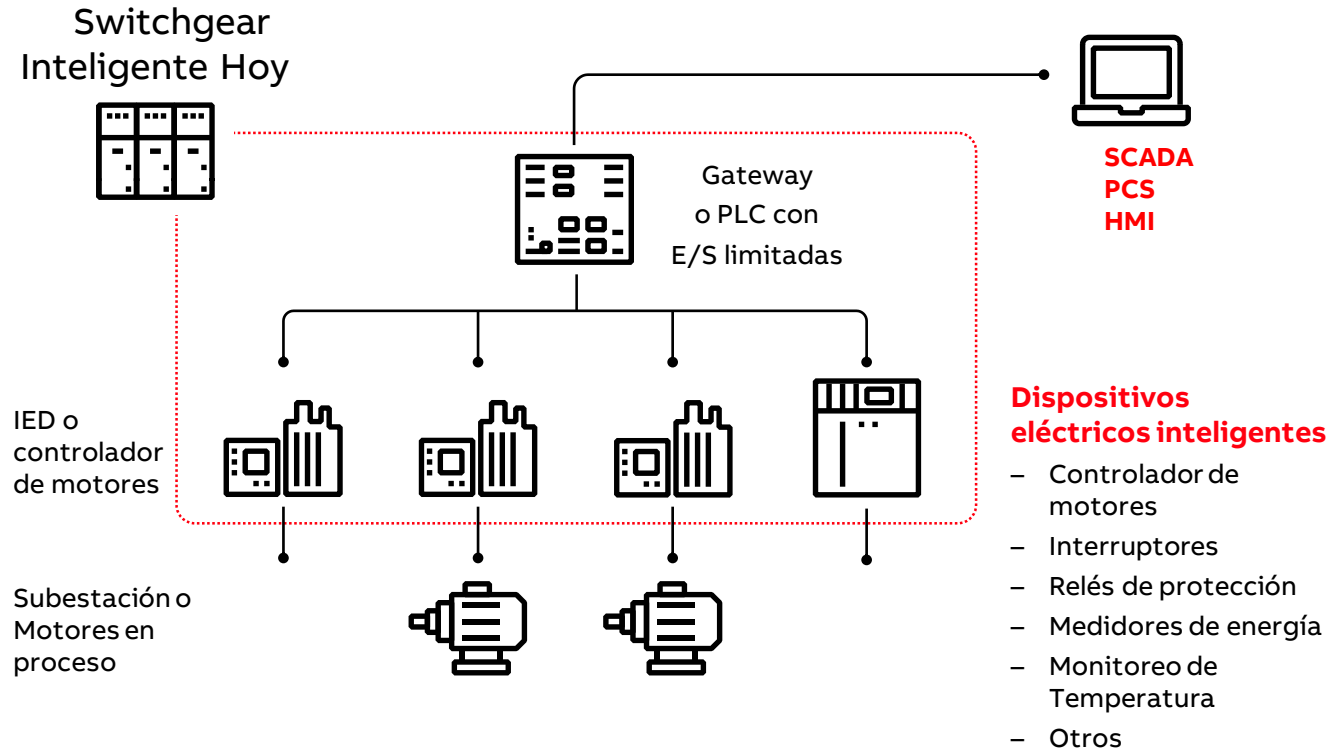 Switchgear
Inteligente Hoy
SCADA
PCS
HMI
Gateway
o PLC con
E/S limitadas
IED o
controlador
de motores
Dispositivos
eléctricos inteligentes
– Controlador de
motores
– Interruptores
– Relés de protección
– Medidores de energía
– Monitoreo de
Temperatura
– Otros
Subestación o
Motores en
proceso